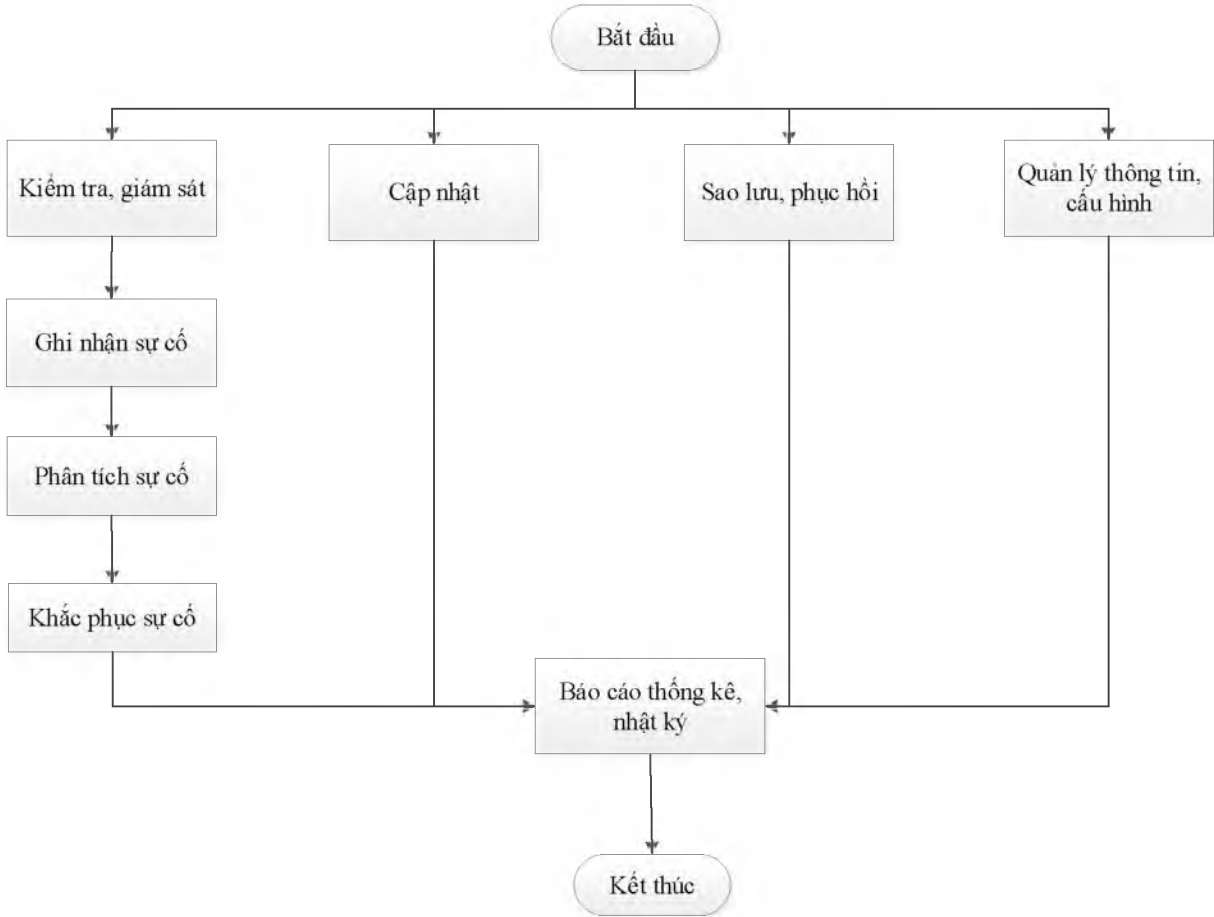 Bắt đầu
Kiểm tra, giám sát
Cập nhật
Sao lưu, phục hồi
Quản lý thông tin,
cấu hình
Ghi nhận sự cố
Phân tích sự cố
Khắc phục sự cố
Báo cáo thống kê,
nhật ký
Kết thúc